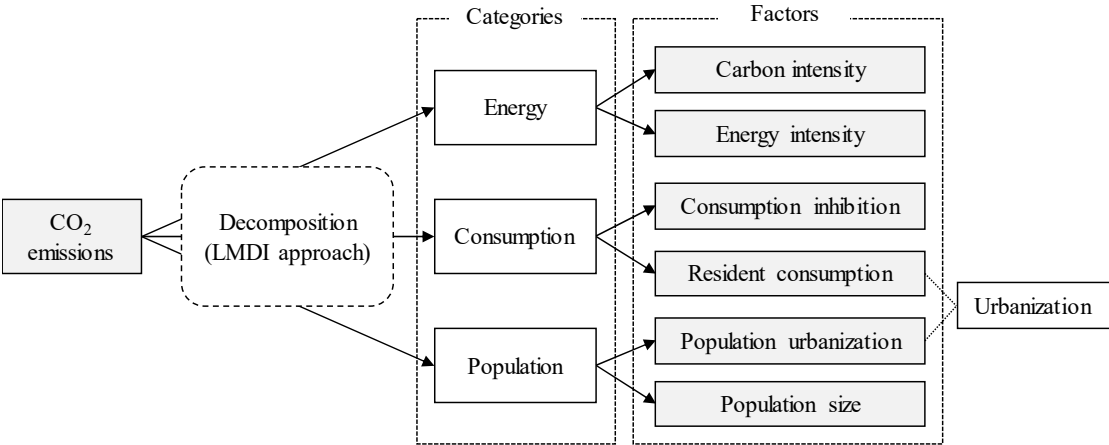 Categories
Factors
CO₂
emissions
Decomposition
(LMDI approach)
Energy
Consumption
Population
Carbon intensity
Energy intensity
Consumption inhibition
Resident consumption
Population urbanization
Population size
Urbanization